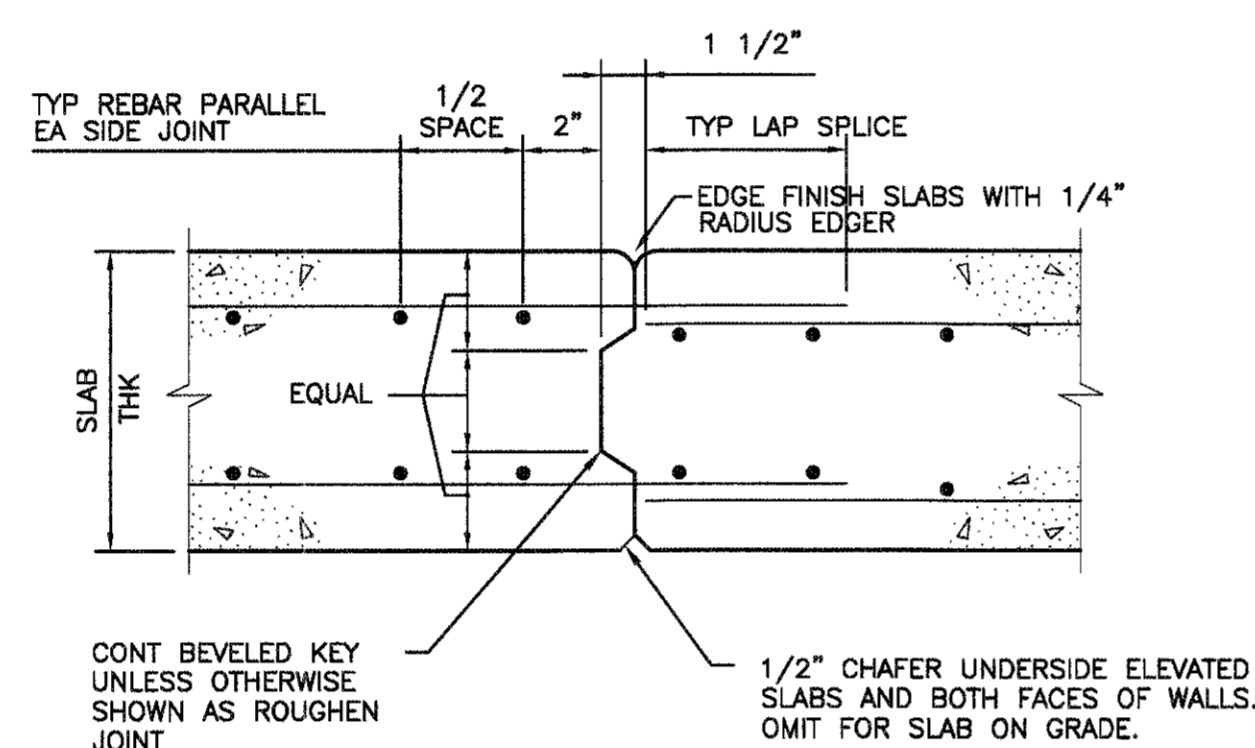 1 1/2"
TYP REBAR PARALLEL
EA SIDE JOINT
1/2
SPACE
2"
TYP LAP SPLICE
EDGE FINISH SLABS WITH 1/4"
RADIUS EDGER
SLAB
THK
EQUAL
CONT BEVELED KEY
UNLESS OTHERWISE
SHOWN AS ROUGHEN
JOINT
1/2" CHAFER UNDERSIDE ELEVATED
SLABS AND BOTH FACES OF WALLS.
OMIT FOR SLAB ON GRADE.